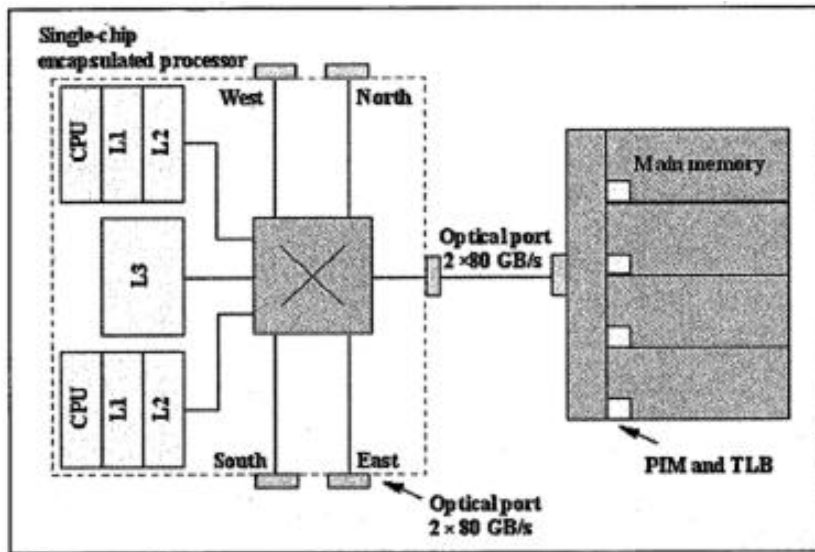 Single-chip
encapsulated processor
West
North
CPU
L1
L2
Main memory
L3
Optical port
2 ×80 GB/s
CPU
L1
L2
South
East
PIM and TLB
Optical port
2 × 80 GB/s